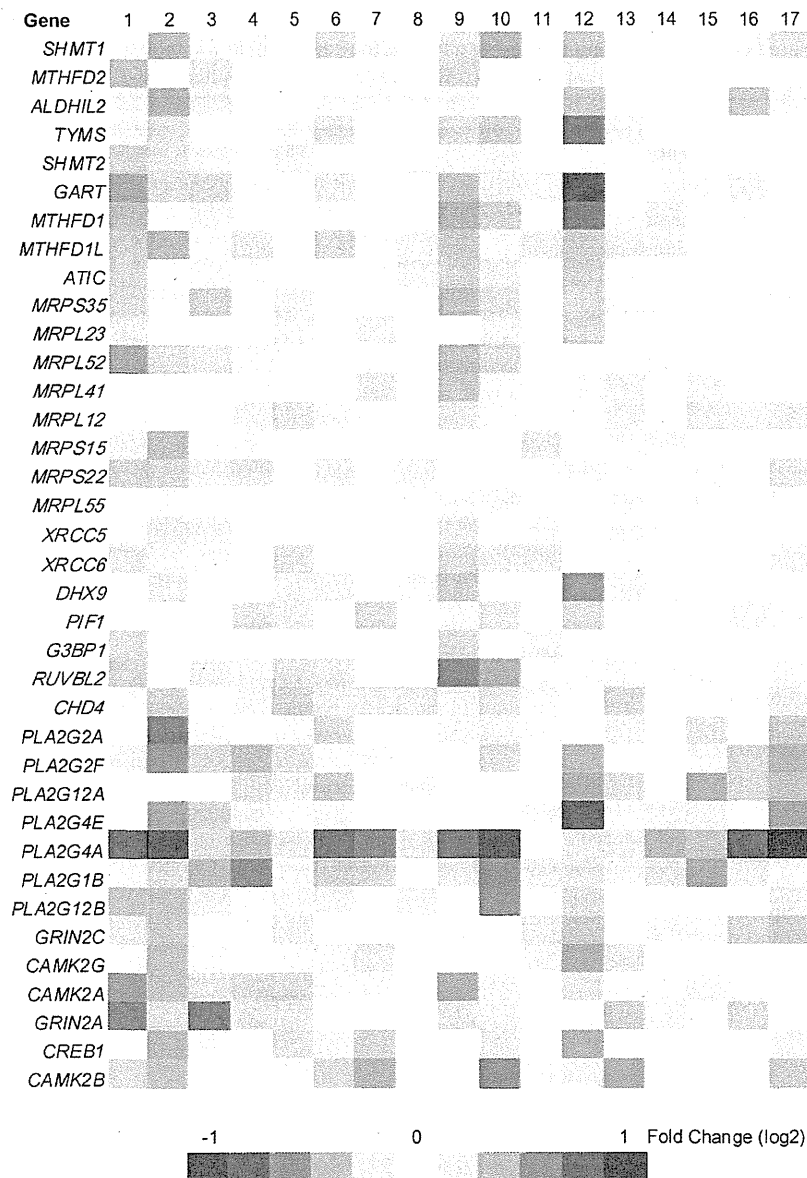 Gene 1 2 3 4 5 6 7 8 9 10 11 12 13 14 15 16 17
SHMT1
MTHFD2
ALDHIL2
TYMS
SHMT2
GART
MTHFD1
MTHFD1L
ATIC
MRPS35
MRPL23
MRPL52
MRPL41
MRPL12
MRPS15
MRPS22
MRPL55
XRCC5
XRCC6
DHX9
PIF1
G3BP1
RUVBL2
CHD4
PLA2G2A
PLA2G2F
PLA2G12A
PLA2G4E
PLA2G4A
PLA2G1B
PLA2G12B
GRIN2C
CAMK2G
CAMK2A
GRIN2A
CREB1
CAMK2B
-1 0 1 Fold Change (log2)